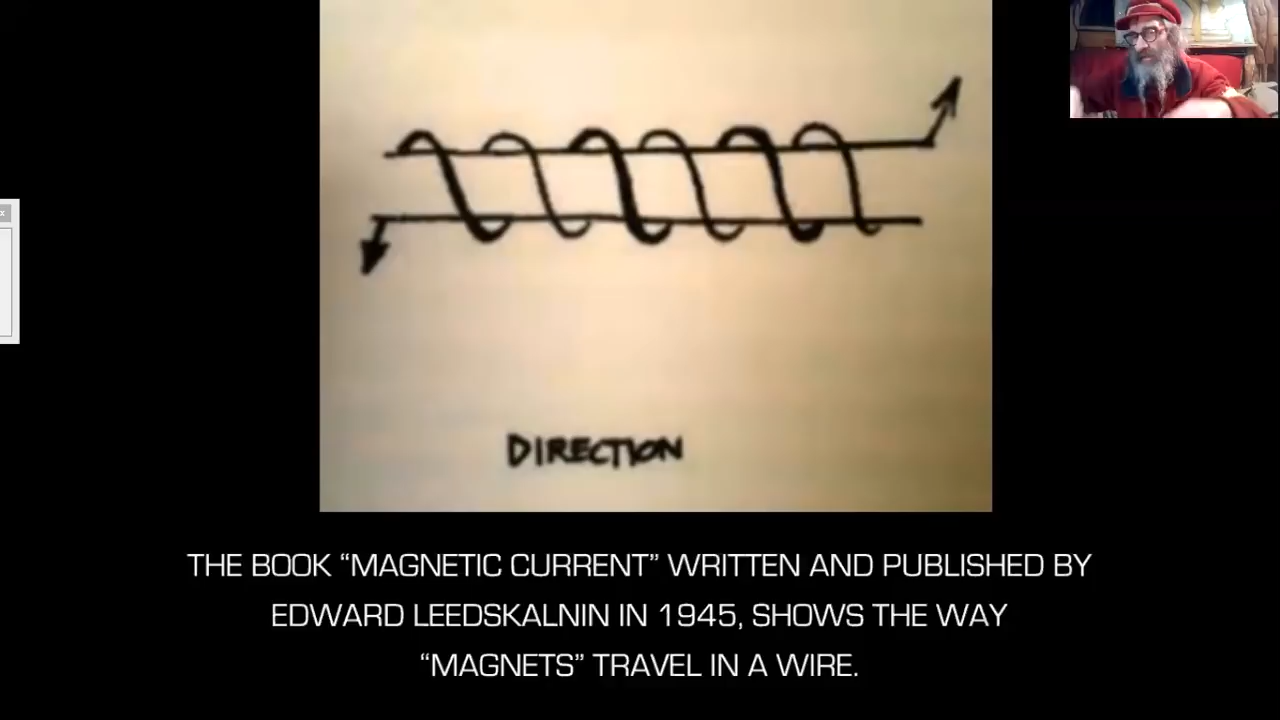 DIRECTION
THE BOOK “MAGNETIC CURRENT” WRITTEN AND PUBLISHED BY
EDWARD LEEDSKALNIN IN 1945, SHOWS THE WAY
“MAGNETS” TRAVEL IN A WIRE.